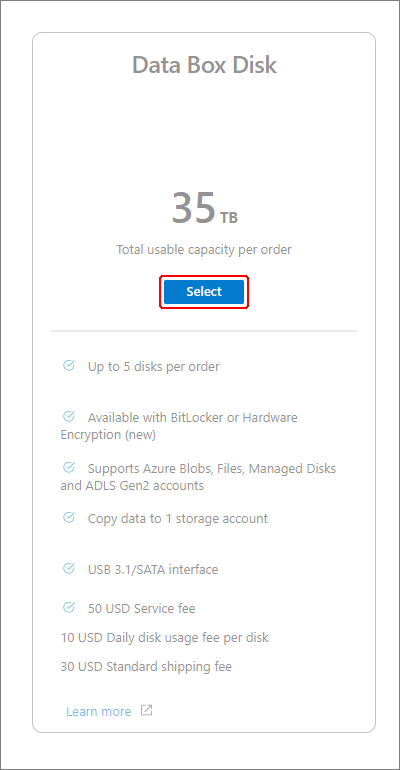 Data Box Disk
35 TB
Total usable capacity per order
Select
Up to 5 disks per order
Available with BitLocker or Hardware
Encryption (new)
Supports Azure Blobs, Files, Managed Disks
and ADLS Gen2 accounts
Copy data to 1 storage account
USB 3.1/SATA interface
50 USD Service fee
10 USD Daily disk usage fee per disk
30 USD Standard shipping fee
Learn more